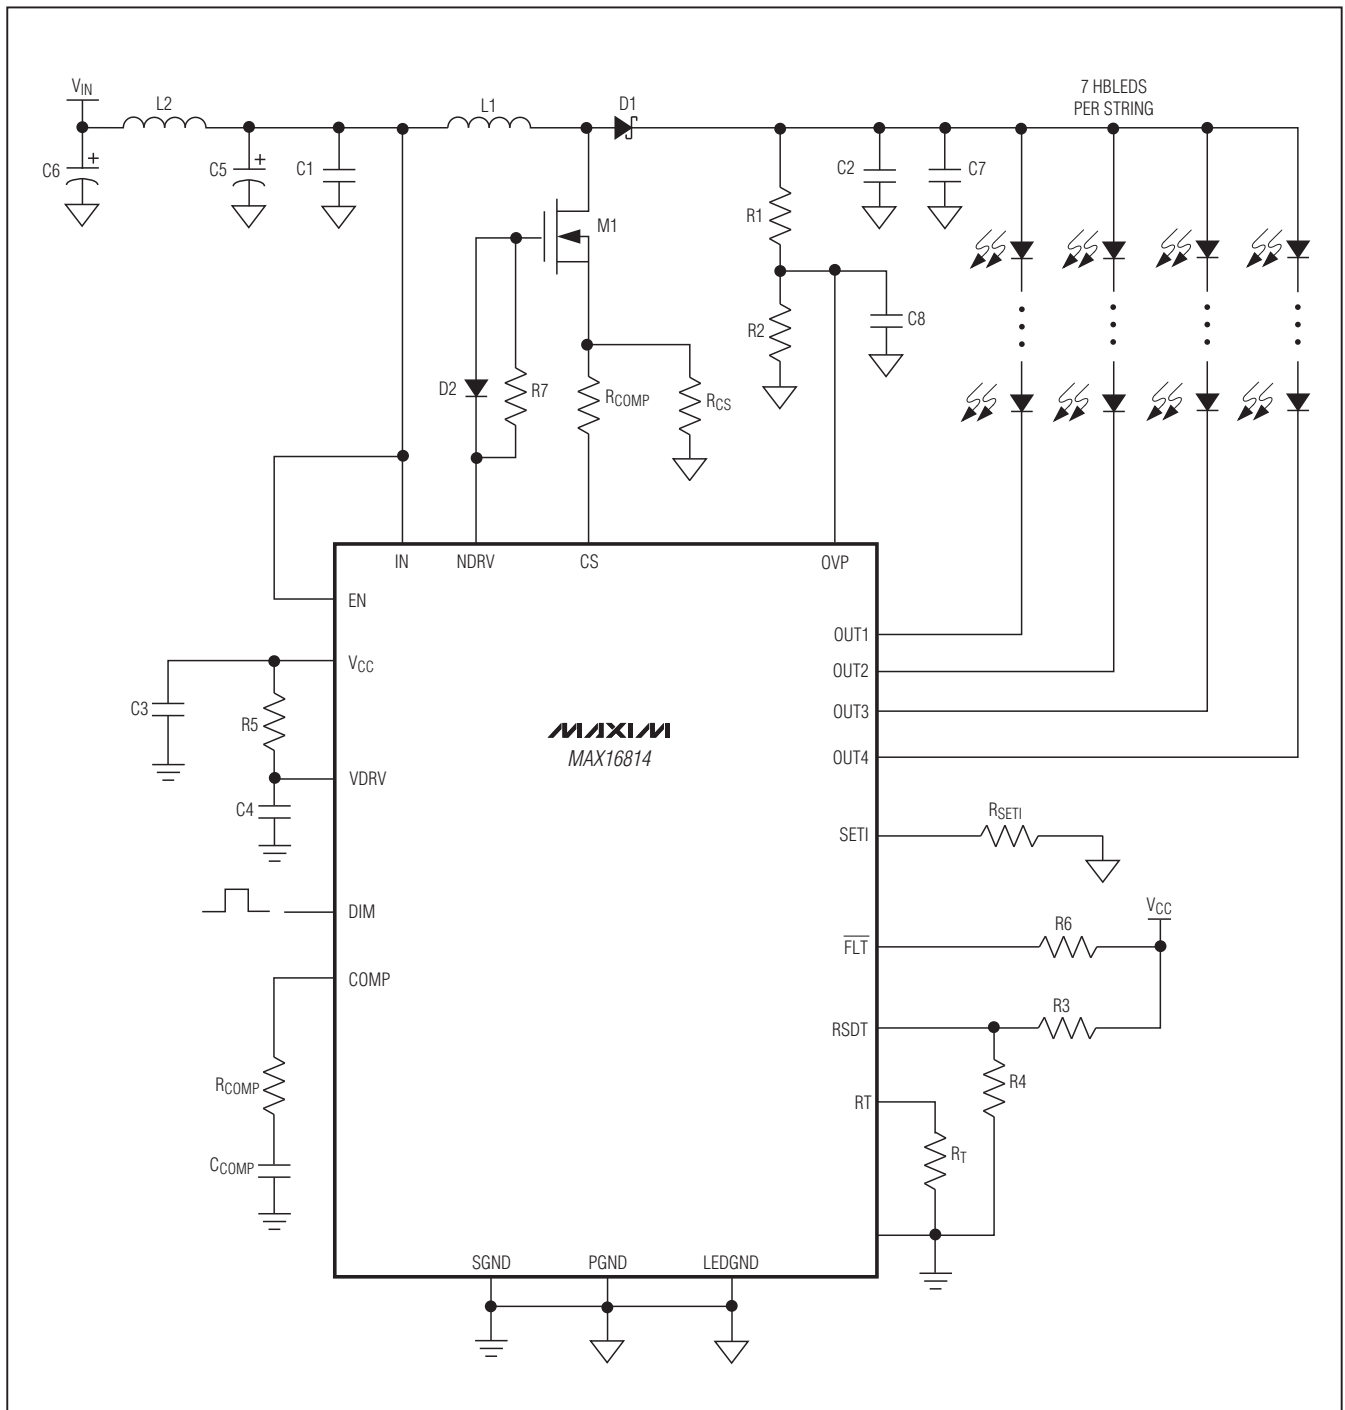 7 HBLEDS
PER STRING
VIN
L2
L1
D1
C6
C5
C1
C2
C7
R1
M1
R2
C8
D2
R7
RCOMP
RCS
IN
NDRV
CS
OVP
EN
OUT1
VCC
OUT2
C3
R5
OUT3
MAXIM
MAX16814
OUT4
VDRV
C4
RSETI
SETI
DIM
VCC
R6
FLT
COMP
R3
RSDT
RCOMP
R4
RT
RT
CCOMP
SGND
PGND
LEDGND